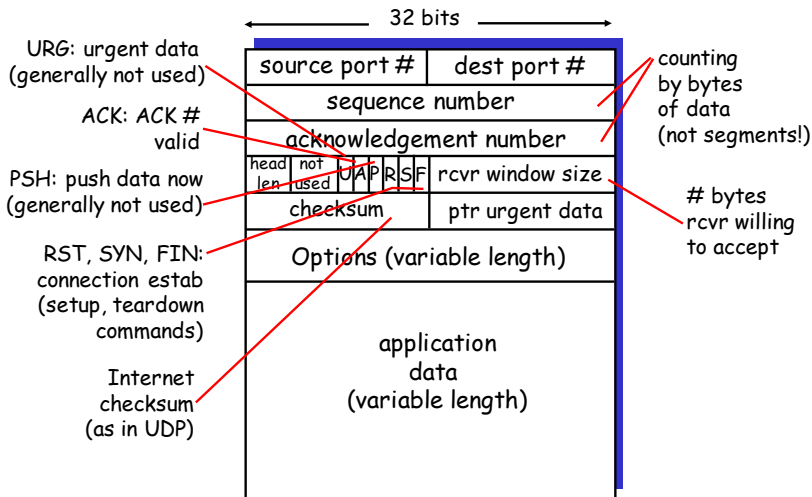 32 bits
URG: urgent data
(generally not used)
ACK: ACK #
valid
PSH: push data now
(generally not used)
RST, SYN, FIN:
connection estab
(setup, teardown
commands)
Internet
checksum
(as in UDP)
source port #
dest port #
sequence number
acknowledgement number
head
len
not
used
U
A
P
R
S
F
rcvr window size
checksum
ptr urgent data
Options (variable length)
application
data
(variable length)
counting
by bytes
of data
(not segments!)
# bytes
rcvr willing
to accept